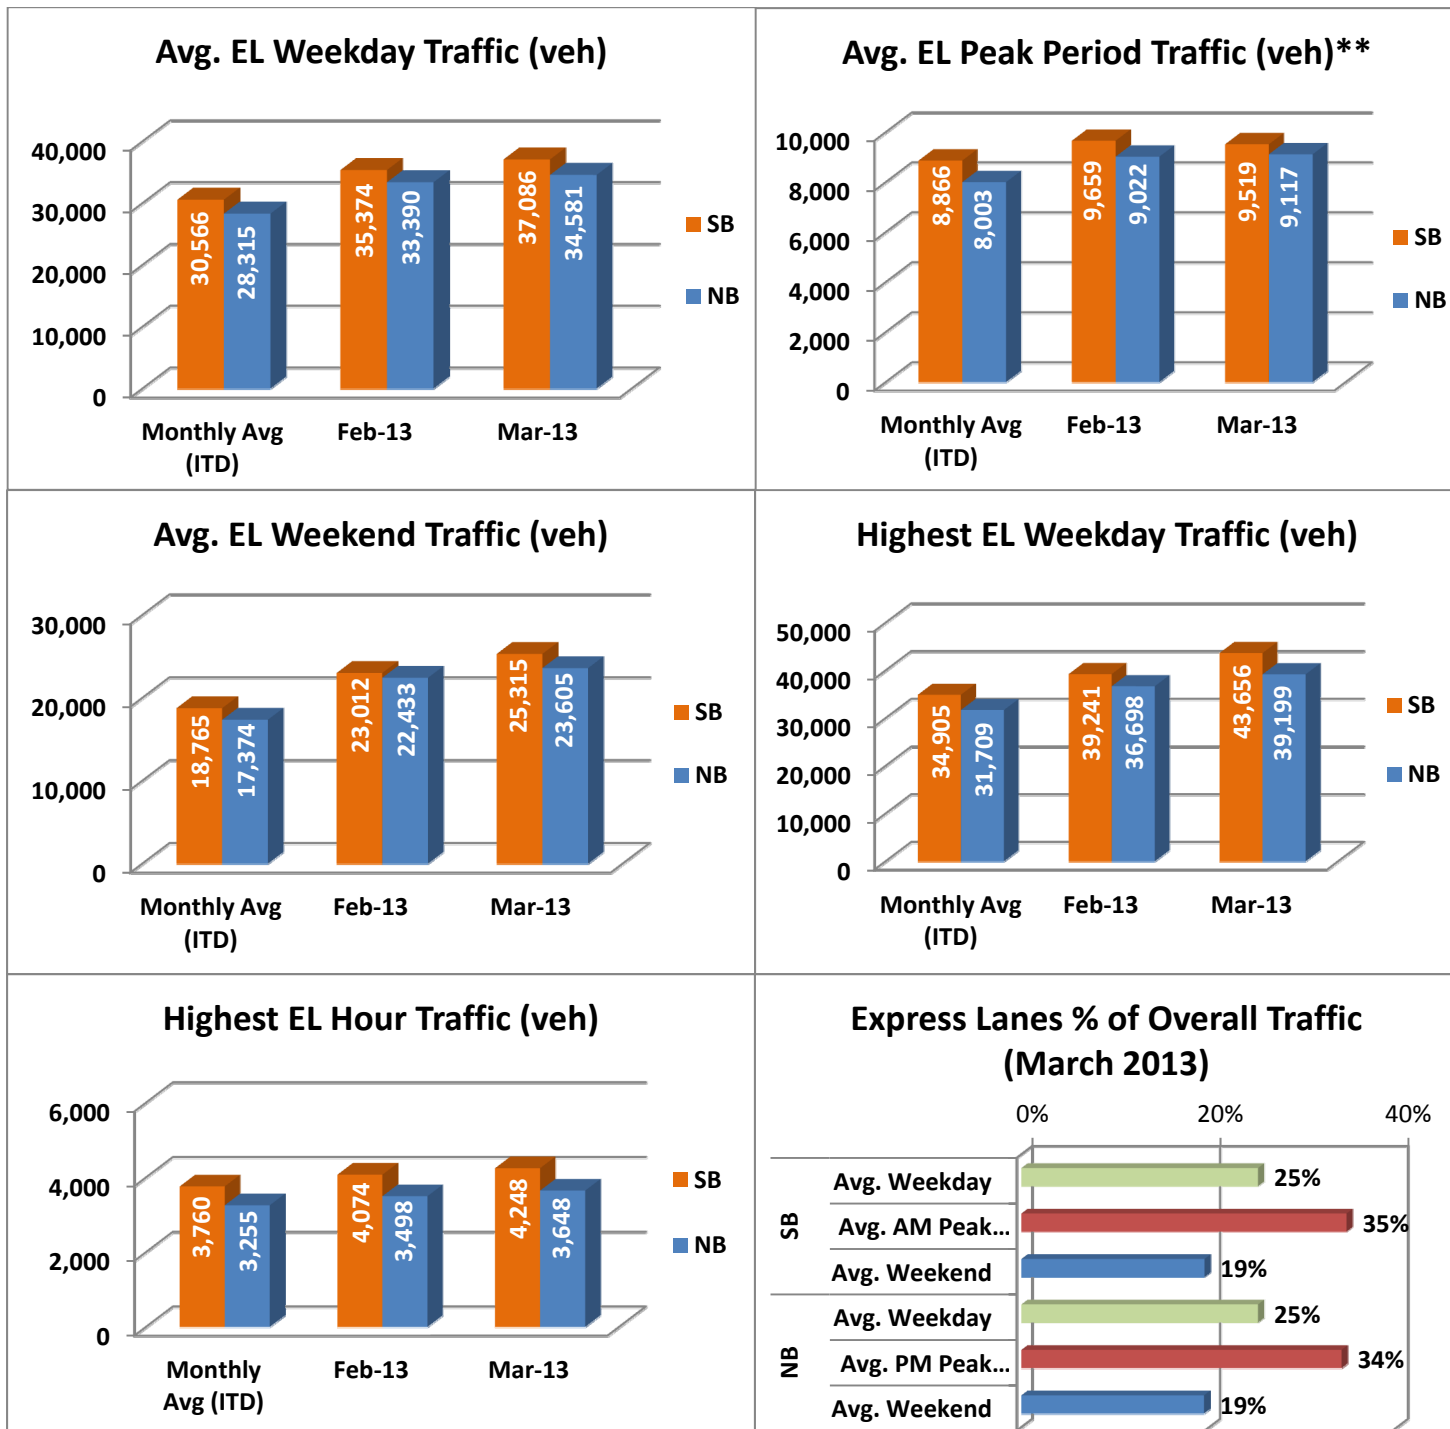 Avg. EL Weekday Traffic (veh)
40,000
30,000
20,000
10,000
0
30,566
28,315
35,374
33,390
37,086
34,581
Monthly Avg
(ITD)
Feb-13
Mar-13
SB
NB
Avg. EL Peak Period Traffic (veh)**
10,000
8,000
6,000
4,000
2,000
0
8,866
8,003
9,659
9,022
9,519
9,117
Monthly Avg
(ITD)
Feb-13
Mar-13
SB
NB
Avg. EL Weekend Traffic (veh)
30,000
20,000
10,000
0
18,765
17,374
23,012
22,433
25,315
23,605
Monthly Avg
(ITD)
Feb-13
Mar-13
SB
NB
Highest EL Weekday Traffic (veh)
50,000
40,000
30,000
20,000
10,000
0
34,905
31,709
39,241
36,698
43,656
39,199
Monthly Avg
(ITD)
Feb-13
Mar-13
SB
NB
Highest EL Hour Traffic (veh)
6,000
4,000
2,000
0
3,760
3,255
4,074
3,498
4,248
3,648
Monthly
Avg (ITD)
Feb-13
Mar-13
SB
NB
Express Lanes % of Overall Traffic
(March 2013)
0% 20% 40%
SB
Avg. Weekday 25%
Avg. AM Peak... 35%
Avg. Weekend 19%
NB
Avg. Weekday 25%
Avg. PM Peak... 34%
Avg. Weekend 19%